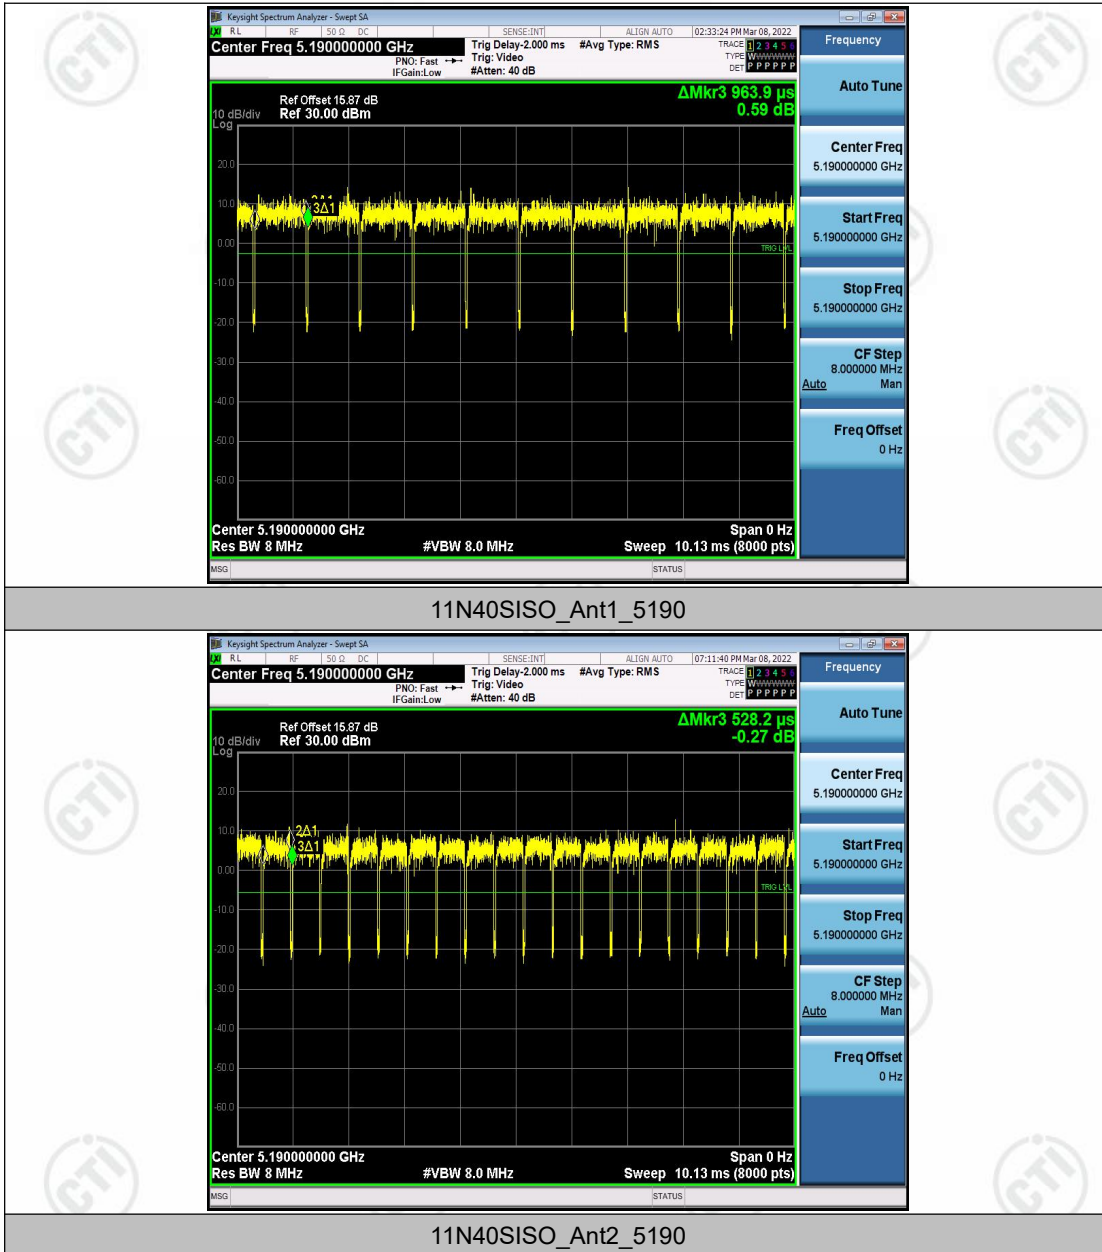 Keysight Spectrum Analyzer - Swept SA
LXI RL RF 50 Ω DC SENSE:INT ALIGN AUTO 02:33:24 PM Mar 08, 2022
Center Freq 5.190000000 GHz
PNO: Fast
IFGain:Low
Trig Delay-2.000 ms
Trig: Video
#Atten: 40 dB
#Avg Type: RMS
TRACE 1 2 3 4 5 6
TYPE WWWWWW
DET P P P P P P
Ref Offset 15.87 dB
10 dB/div Ref 30.00 dBm
Log
ΔMkr3 963.9 µs
0.59 dB
20.0
10.0
0.00
-10.0
-20.0
-30.0
-40.0
-50.0
-60.0
2Δ1
3Δ1
TRIG LVL
Center 5.190000000 GHz Span 0 Hz
Res BW 8 MHz #VBW 8.0 MHz Sweep 10.13 ms (8000 pts)
MSG STATUS
Frequency
Auto Tune
Center Freq
5.190000000 GHz
Start Freq
5.190000000 GHz
Stop Freq
5.190000000 GHz
CF Step
8.000000 MHz
Auto Man
Freq Offset
0 Hz
11N40SISO_Ant1_5190
Keysight Spectrum Analyzer - Swept SA
LXI RL RF 50 Ω DC SENSE:INT ALIGN AUTO 07:11:40 PM Mar 08, 2022
Center Freq 5.190000000 GHz
PNO: Fast
IFGain:Low
Trig Delay-2.000 ms
Trig: Video
#Atten: 40 dB
#Avg Type: RMS
TRACE 1 2 3 4 5 6
TYPE WWWWWW
DET P P P P P P
Ref Offset 15.87 dB
10 dB/div Ref 30.00 dBm
Log
ΔMkr3 528.2 µs
-0.27 dB
20.0
10.0
0.00
-10.0
-20.0
-30.0
-40.0
-50.0
-60.0
2Δ1
3Δ1
TRIG LVL
Center 5.190000000 GHz Span 0 Hz
Res BW 8 MHz #VBW 8.0 MHz Sweep 10.13 ms (8000 pts)
MSG STATUS
Frequency
Auto Tune
Center Freq
5.190000000 GHz
Start Freq
5.190000000 GHz
Stop Freq
5.190000000 GHz
CF Step
8.000000 MHz
Auto Man
Freq Offset
0 Hz
11N40SISO_Ant2_5190
CTI
CTI
CTI
CTI
CTI
CTI
CTI
CTI